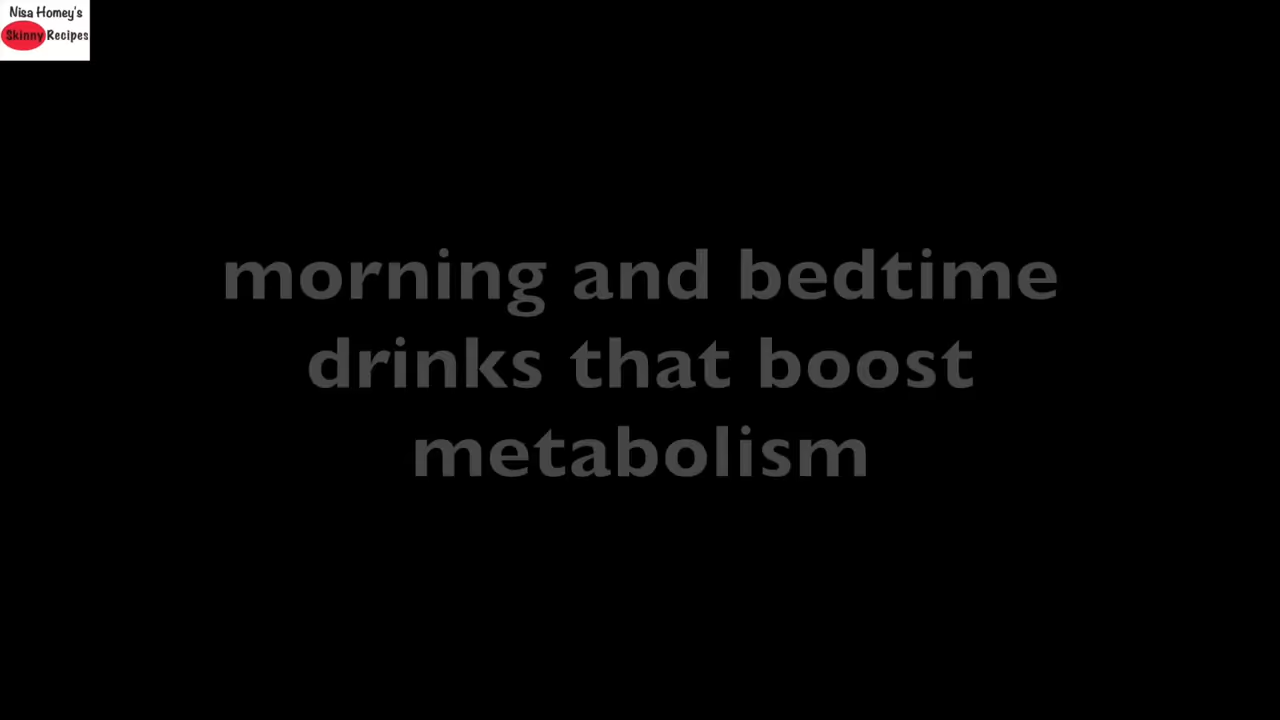 Nisa Homey's
Skinny Recipes
morning and bedtime
drinks that boost
metabolism